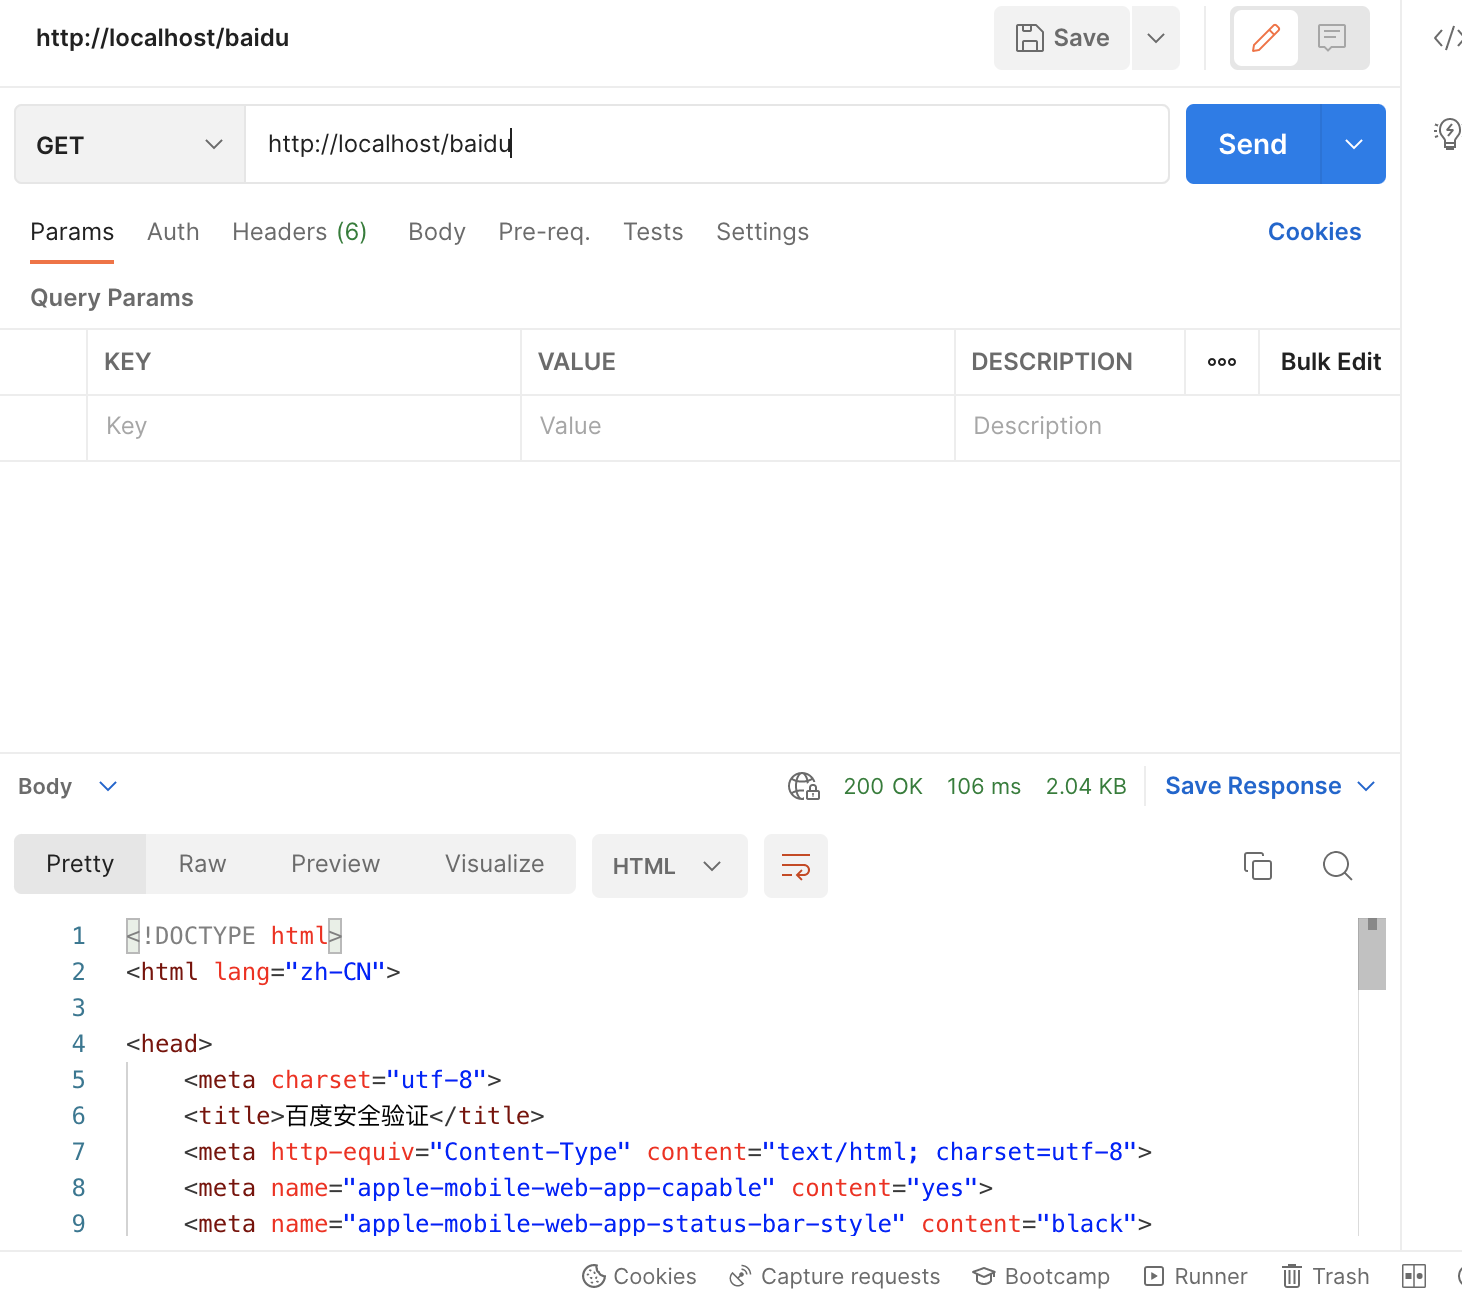 http://localhost/baidu
Save
GET
http://localhost/baidu
Send
Params Auth Headers (6) Body Pre-req. Tests Settings Cookies
Query Params
KEY VALUE DESCRIPTION ooo Bulk Edit
Key Value Description
Body 200 OK 106 ms 2.04 KB Save Response
Pretty Raw Preview Visualize HTML
1 <!DOCTYPE html>
2 <html lang="zh-CN">
3
4 <head>
5 <meta charset="utf-8">
6 <title>百度安全验证</title>
7 <meta http-equiv="Content-Type" content="text/html; charset=utf-8">
8 <meta name="apple-mobile-web-app-capable" content="yes">
9 <meta name="apple-mobile-web-app-status-bar-style" content="black">
Cookies Capture requests Bootcamp Runner Trash